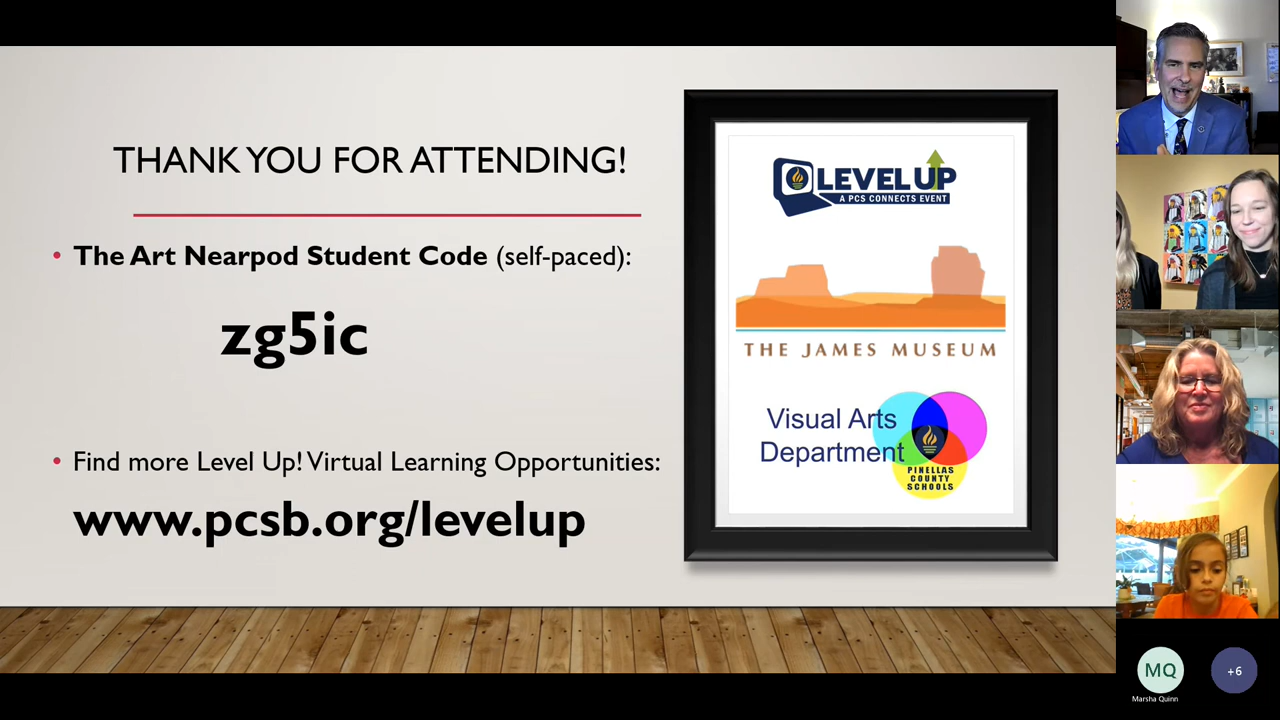 THANK YOU FOR ATTENDING!
• The Art Nearpod Student Code (self-paced):
zg5ic
• Find more Level Up! Virtual Learning Opportunities:
www.pcsb.org/levelup
LEVEL UP
A PCS CONNECTS EVENT
THE JAMES MUSEUM
Visual Arts
Department
PINELLAS
COUNTY
SCHOOLS
MQ
+6
Marsha Quinn